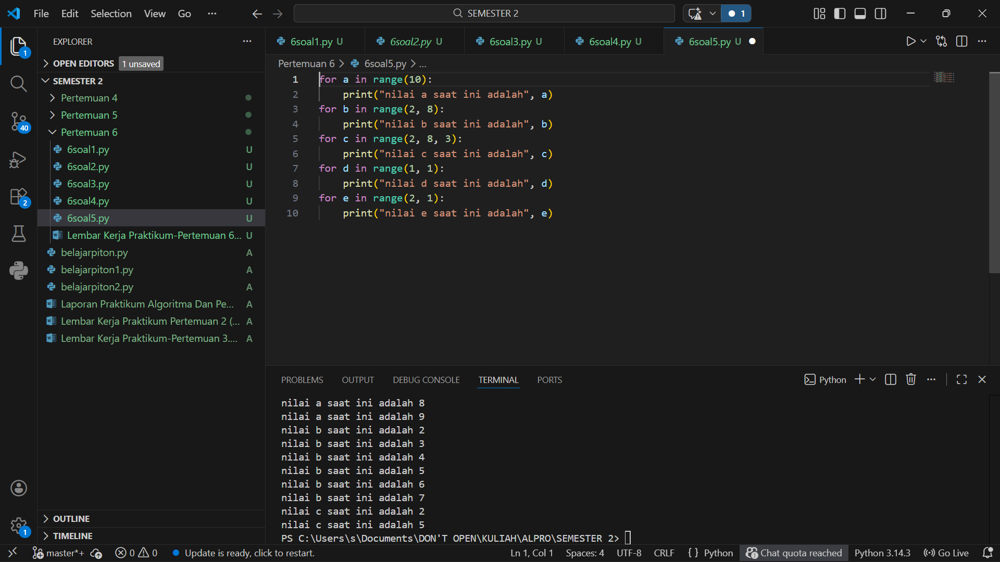 File Edit Selection View Go ···
SEMESTER 2
1
EXPLORER
OPEN EDITORS 1 unsaved
SEMESTER 2
Pertemuan 4
Pertemuan 5
Pertemuan 6
6soal1.py U
6soal2.py U
6soal3.py U
6soal4.py U
6soal5.py U
Lembar Kerja Praktikum-Pertemuan 6... U
belajarpiton.py A
belajarpiton1.py A
belajarpiton2.py A
Laporan Praktikum Algoritma Dan Pe... A
Lembar Kerja Praktikum Pertemuan 2 (... A
Lembar Kerja Praktikum-Pertemuan 3.... A
OUTLINE
TIMELINE
1
40
2
1
6soal1.py U 6soal2.py U 6soal3.py U 6soal4.py U 6soal5.py U
Pertemuan 6 > 6soal5.py > ...
1 for a in range(10):
2 print("nilai a saat ini adalah", a)
3 for b in range(2, 8):
4 print("nilai b saat ini adalah", b)
5 for c in range(2, 8, 3):
6 print("nilai c saat ini adalah", c)
7 for d in range(1, 1):
8 print("nilai d saat ini adalah", d)
9 for e in range(2, 1):
10 print("nilai e saat ini adalah", e)
PROBLEMS OUTPUT DEBUG CONSOLE TERMINAL PORTS
Python
nilai a saat ini adalah 8
nilai a saat ini adalah 9
nilai b saat ini adalah 2
nilai b saat ini adalah 3
nilai b saat ini adalah 4
nilai b saat ini adalah 5
nilai b saat ini adalah 6
nilai b saat ini adalah 7
nilai c saat ini adalah 2
nilai c saat ini adalah 5
PS C:\Users\s\Documents\DON'T OPEN\KULIAH\ALPRO\SEMESTER 2>
master*+ 0 0 Update is ready, click to restart. Ln 1, Col 1 Spaces: 4 UTF-8 CRLF { } Python Chat quota reached Python 3.14.3 Go Live